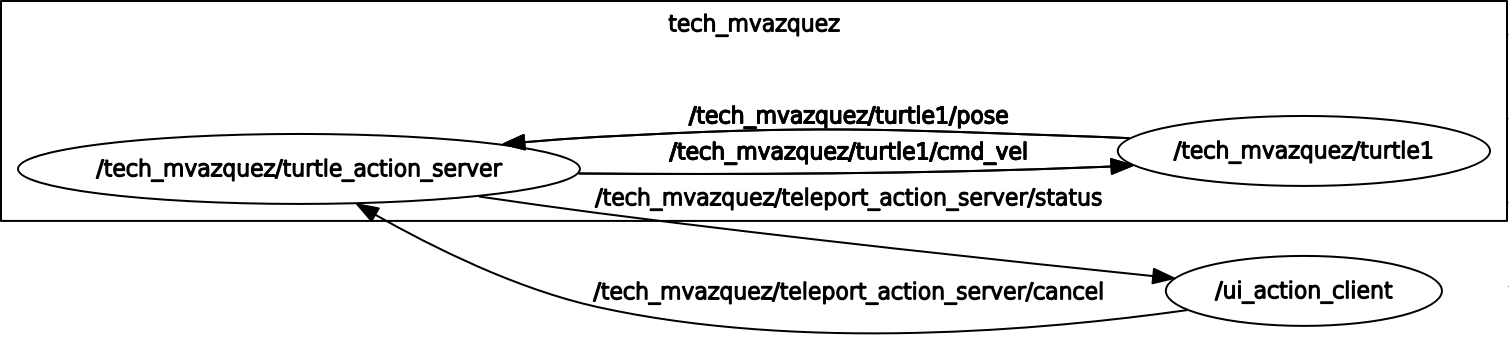 tech_mvazquez
/tech_mvazquez/turtle1/pose
/tech_mvazquez/turtle_action_server
/tech_mvazquez/turtle1/cmd_vel
/tech_mvazquez/turtle1
/tech_mvazquez/teleport_action_server/status
/tech_mvazquez/teleport_action_server/cancel
/ui_action_client